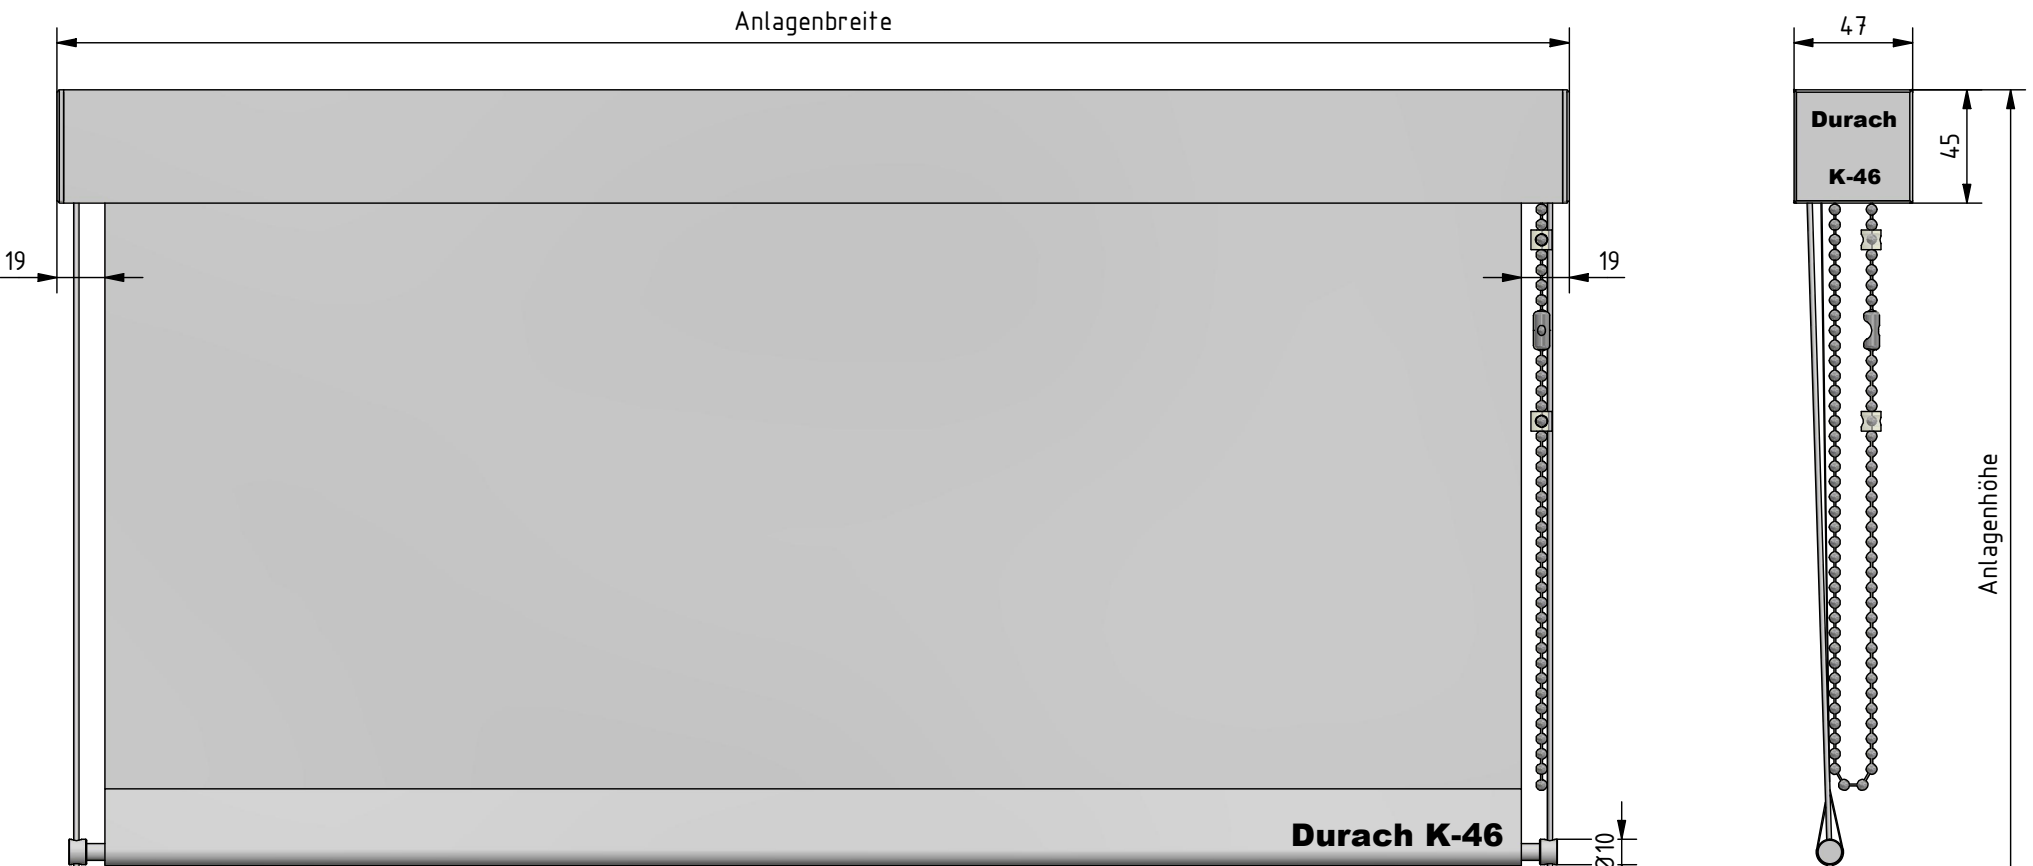 Anlagenbreite
47
Durach
K-46
45
19
19
Anlagenhöhe
Durach K-46
Ø10